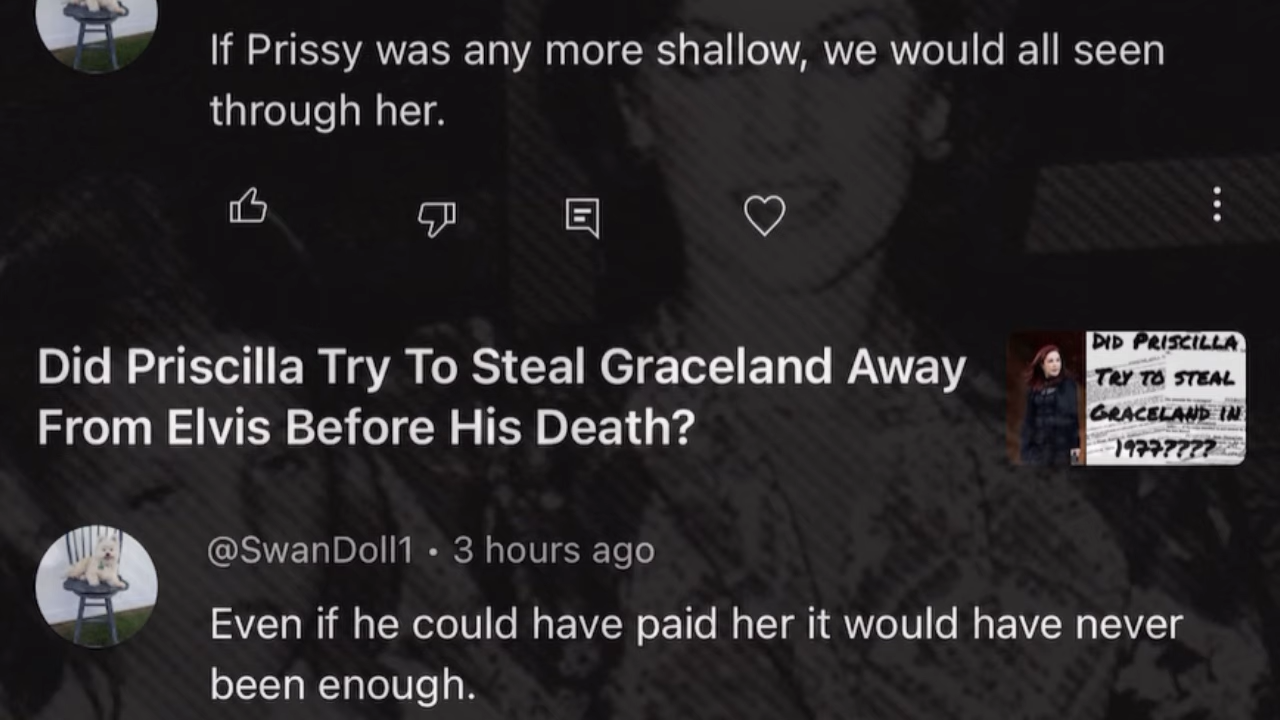 If Prissy was any more shallow, we would all seen
through her.
Did Priscilla Try To Steal Graceland Away
From Elvis Before His Death?
DID PRISCILLA
TRY TO STEAL
GRACELAND IN
1977????
@SwanDoll1 • 3 hours ago
Even if he could have paid her it would have never
been enough.